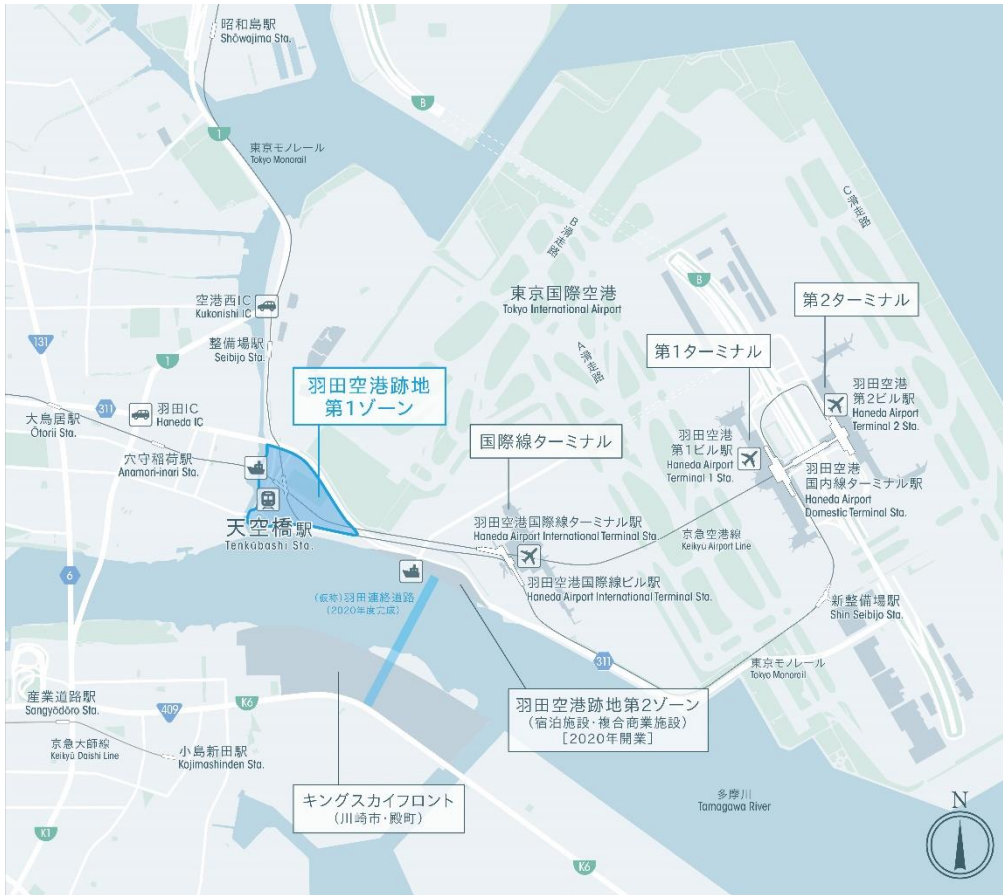 昭和島駅
Shōwajima Sta.
B
1
東京モノレール
Tokyo Monorail
C滑走路
B滑走路
B
東京国際空港
Tokyo International Airport
空港西IC
Kukonishi IC
第2ターミナル
131
整備場駅
Seibijo Sta.
A滑走路
第1ターミナル
1
羽田空港跡地
第1ゾーン
羽田空港
第2ビル駅
Haneda Airport
Terminal 2 Sta.
311
羽田IC
Haneda IC
大鳥居駅
Ōtorii Sta.
国際線ターミナル
羽田空港
第1ビル駅
Haneda Airport
Terminal 1 Sta.
穴守稲荷駅
Anamori-inari Sta.
羽田空港
国内線ターミナル駅
Haneda Airport
Domestic Terminal Sta.
天空橋駅
Tenkūbashi Sta.
羽田空港国際線ターミナル駅
Haneda Airport International Terminal Sta.
京急空港線
Keikyū Airport Line
6
(仮称)羽田連絡道路
(2020年度完成)
羽田空港国際線ビル駅
Haneda Airport International Terminal Sta.
新整備場駅
Shin Seibijo Sta.
311
東京モノレール
Tokyo Monorail
産業道路駅
Sangyōdōro Sta.
409
K6
羽田空港跡地第2ゾーン
(宿泊施設・複合商業施設)
[2020年開業]
京急大師線
Keikyū Daishi Line
小島新田駅
Kojimashinden Sta.
キングスカイフロント
(川崎市・殿町)
多摩川
Tamagawa River
N
K1
K6